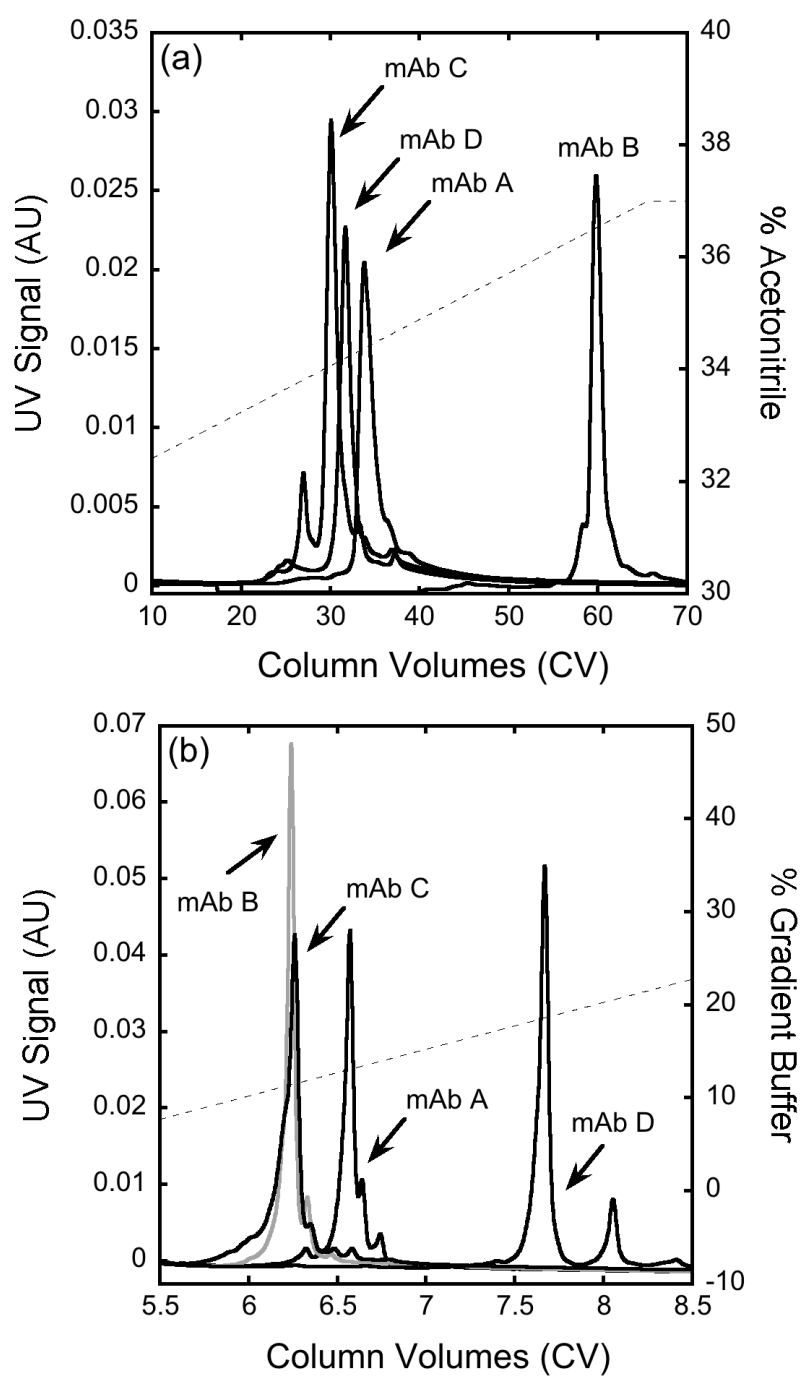 (a)
mAb C
mAb D
mAb A
mAb B
0.035
0.03
0.025
0.02
0.015
0.01
0.005
0
UV Signal (AU)
40
38
36
34
32
30
% Acetonitrile
10 20 30 40 50 60 70
Column Volumes (CV)
(b)
mAb B
mAb C
mAb A
mAb D
0.07
0.06
0.05
0.04
0.03
0.02
0.01
0
UV Signal (AU)
50
40
30
20
10
0
-10
% Gradient Buffer
5.5 6 6.5 7 7.5 8 8.5
Column Volumes (CV)